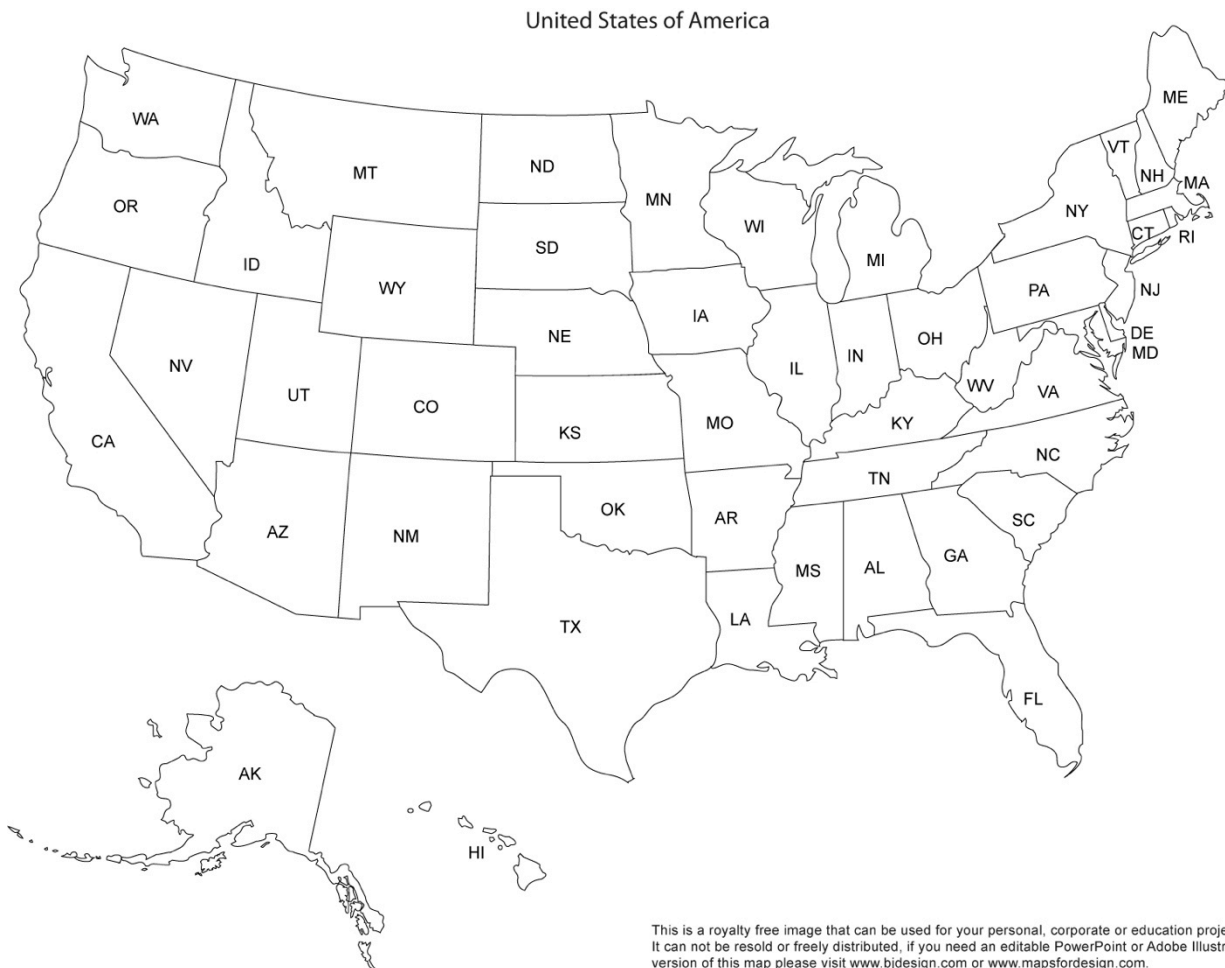 United States of America
ME
WA
VT
MT
ND
NH
MA
MN
OR
NY
WI
CT
RI
SD
ID
MI
WY
PA
NJ
IA
NE
DE
OH
MD
NV
IN
IL
UT
WV
VA
CO
KY
MO
KS
CA
NC
TN
OK
AR
SC
AZ
NM
GA
MS
AL
LA
TX
FL
AK
HI
This is a royalty free image that can be used for your personal, corporate or education proje
It can not be resold or freely distributed, if you need an editable PowerPoint or Adobe Illustr
version of this map please visit www.bjdesign.com or www.mapsfordesign.com.